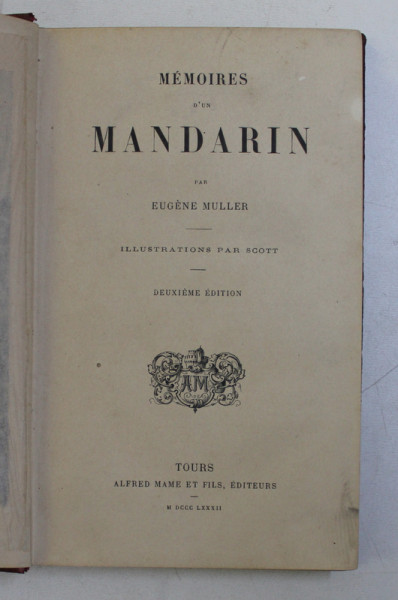 MÉMOIRES
D'UN
MANDARIN
PAR
EUGÈNE MULLER
ILLUSTRATIONS PAR SCOTT
DEUXIÈME ÉDITION
AM
TOURS
ALFRED MAME ET FILS, ÉDITEURS
M DCCC LXXXII